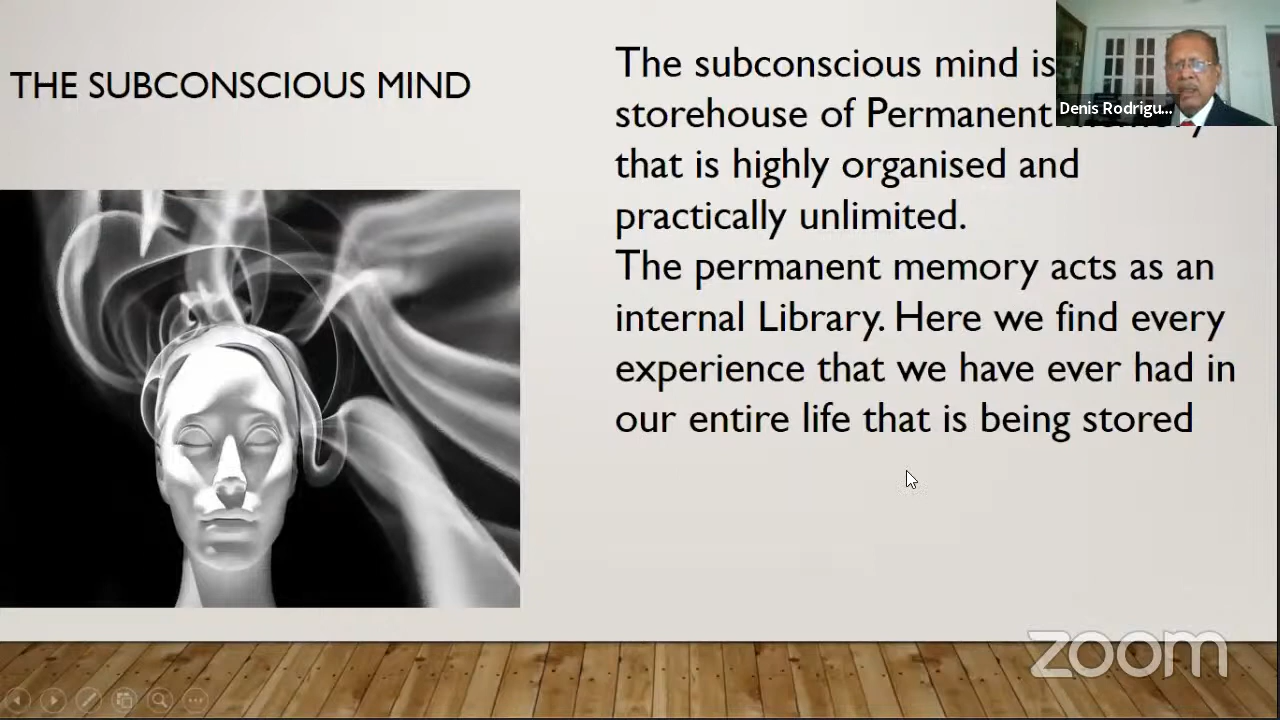 THE SUBCONSCIOUS MIND
The subconscious mind is
storehouse of Permanent
that is highly organised and
practically unlimited.
The permanent memory acts as an
internal Library. Here we find every
experience that we have ever had in
our entire life that is being stored
Denis Rodrigu...
zoom